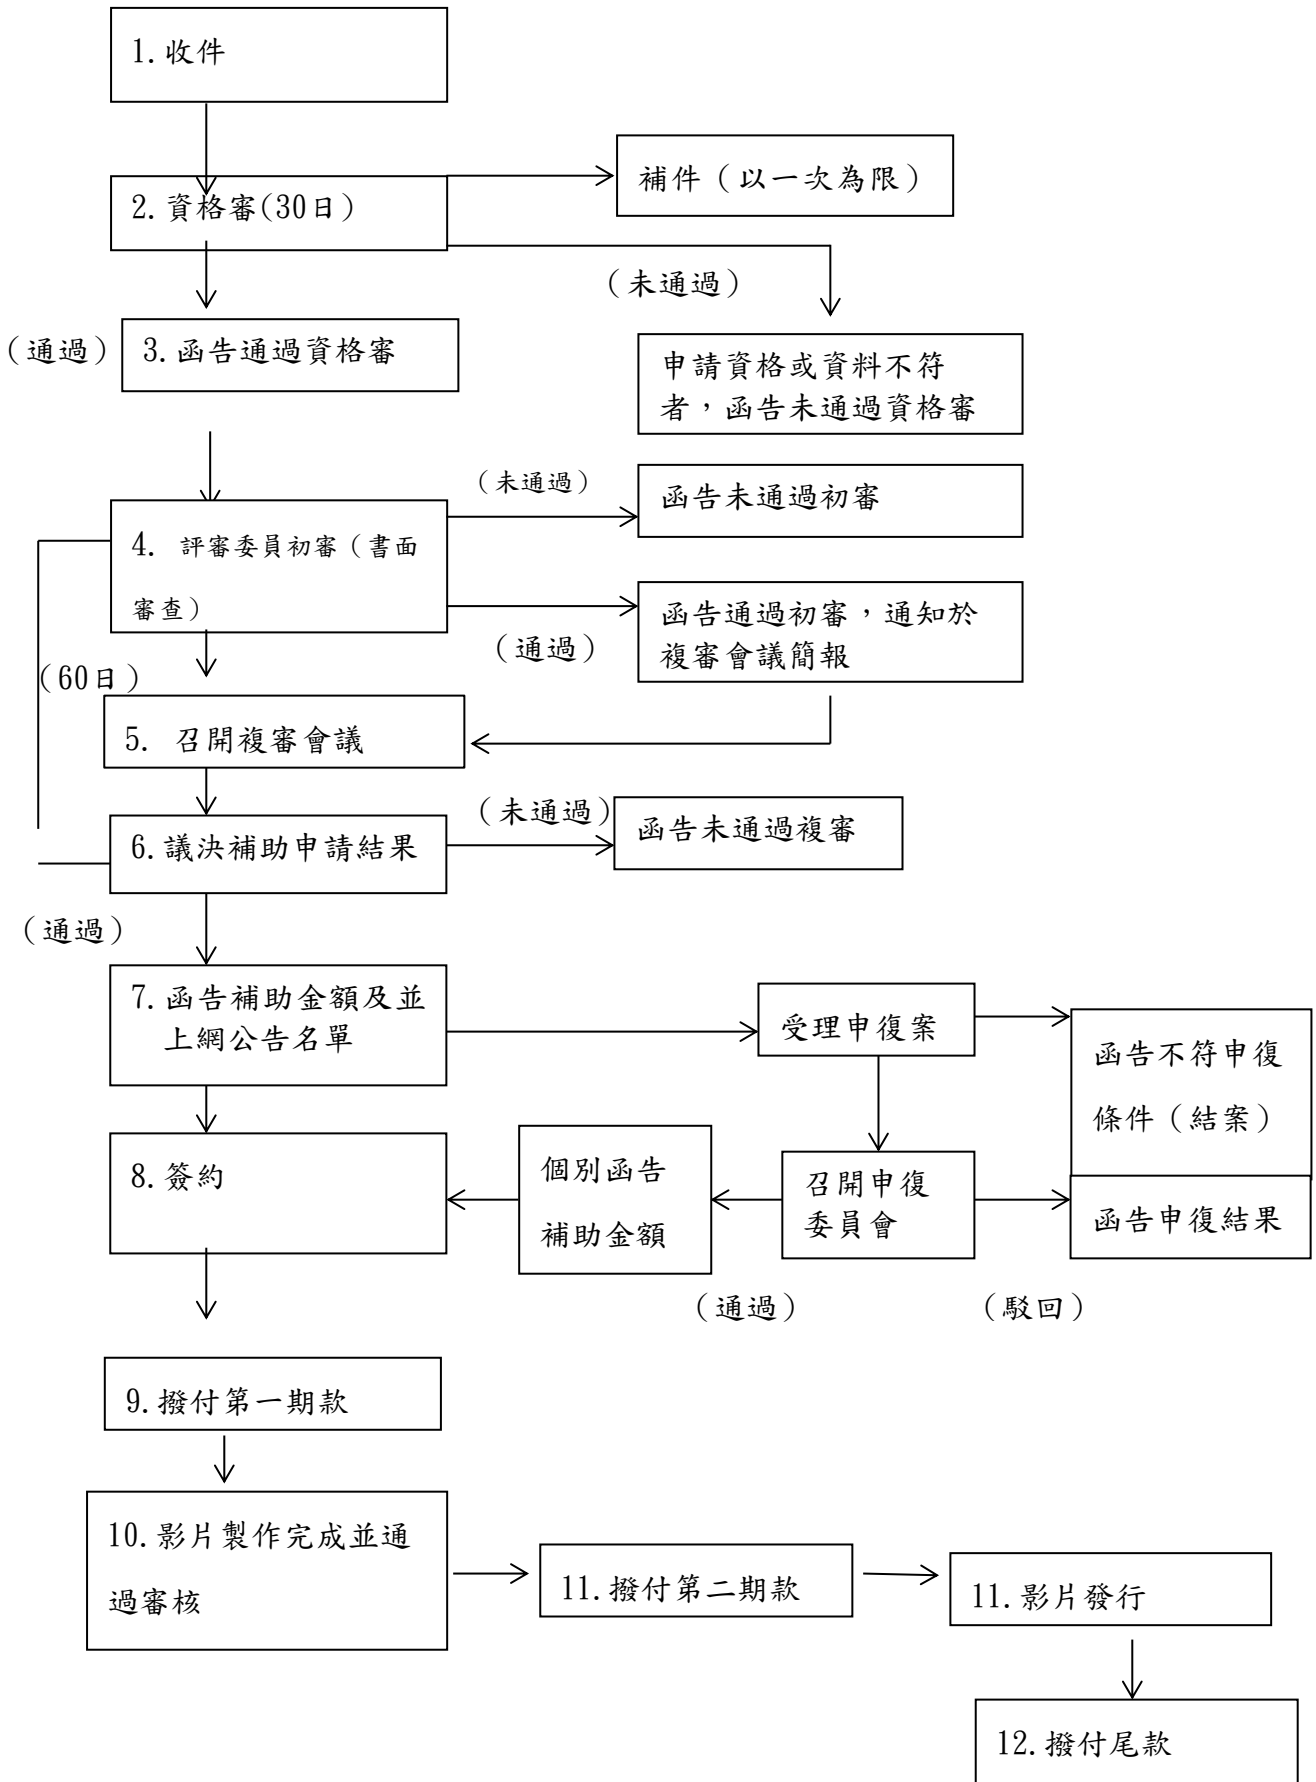 1.收件
補件（以一次為限）
2.資格審(30日)
（未通過）
（通過）
3.函告通過資格審
申請資格或資料不符
者，函告未通過資格審
（未通過）
函告未通過初審
4. 評審委員初審（書面
審查）
（通過）
函告通過初審，通知於
複審會議簡報
（60日）
5. 召開複審會議
（未通過）
6.議決補助申請結果
函告未通過複審
（通過）
7.函告補助金額及並
上網公告名單
受理申復案
函告不符申復
條件（結案）
8.簽約
個別函告
補助金額
召開申復
委員會
函告申復結果
（通過）
（駁回）
9.撥付第一期款
10.影片製作完成並通
過審核
11.撥付第二期款
11.影片發行
12.撥付尾款